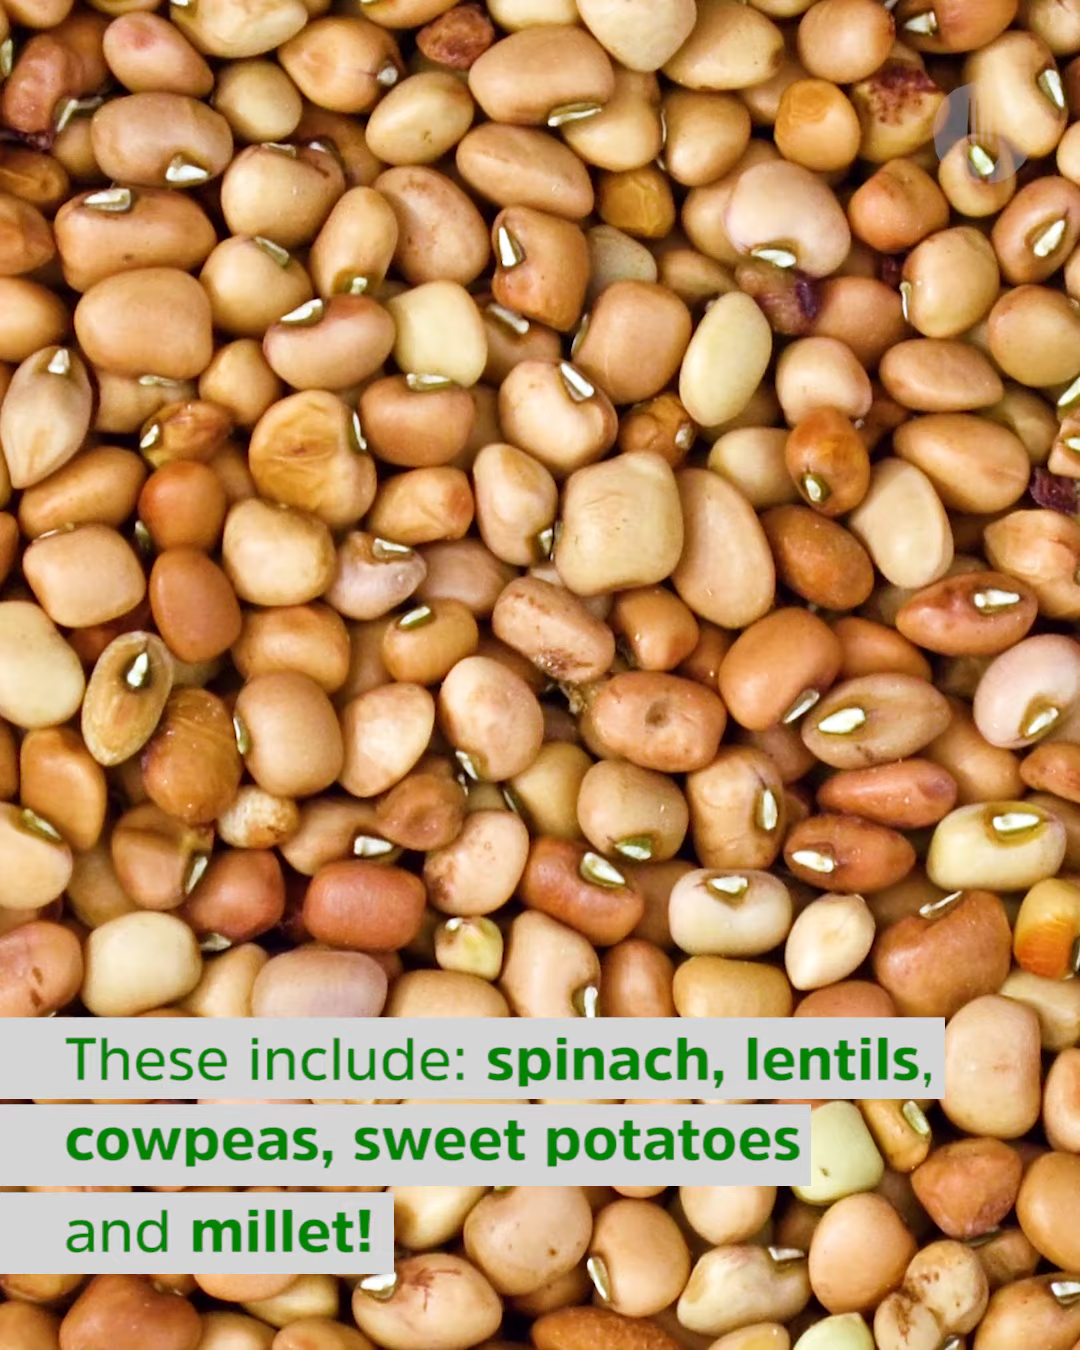 These include: spinach, lentils,
cowpeas, sweet potatoes
and millet!